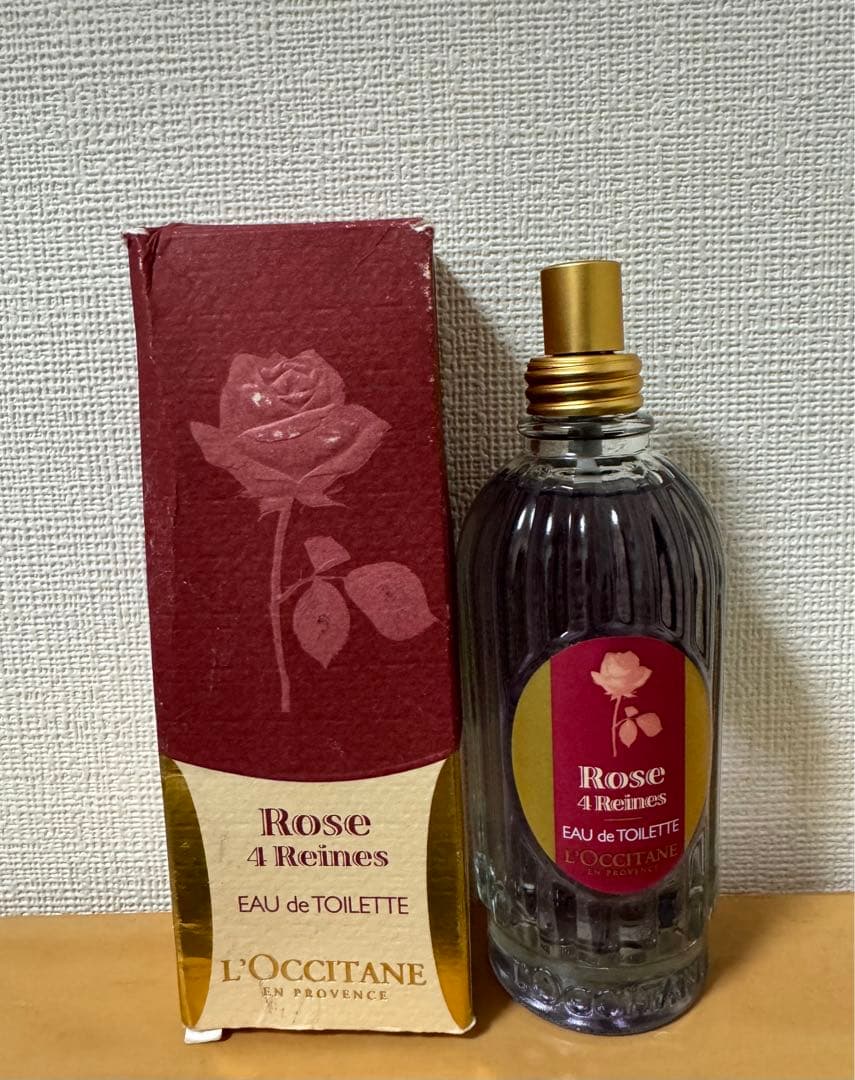 Rose
4 Reines
EAU de TOILETTE
L'OCCITANE
EN PROVENCE
Rose
4 Reines
EAU de TOILETTE
L'OCCITANE
EN PROVENCE
L'OCCITANE